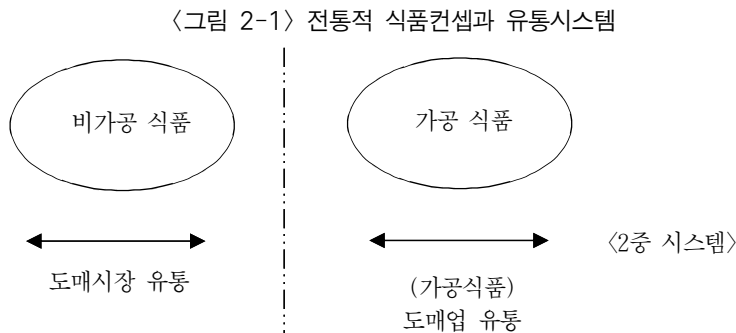 〈그림 2-1〉 전통적 식품컨셉과 유통시스템
비가공 식품
가공 식품
〈2중 시스템〉
도매시장 유통
(가공식품)
도매업 유통